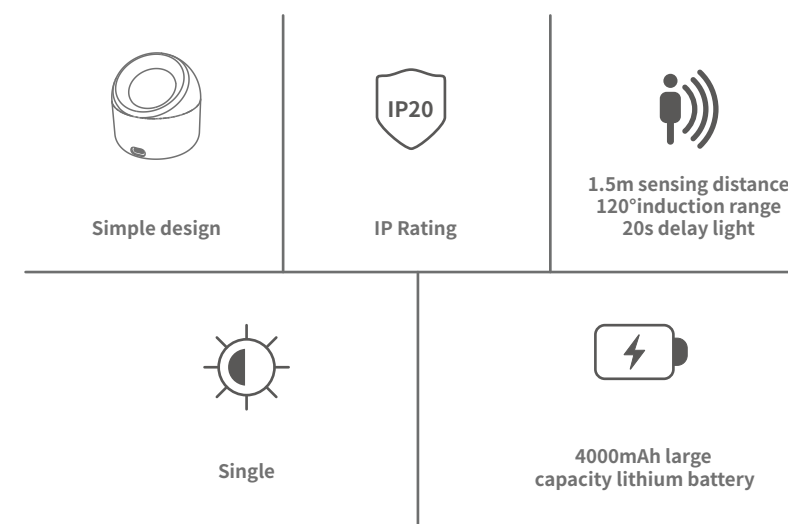 IP20
Simple design
IP Rating
1.5m sensing distance
120°induction range
20s delay light
Single
4000mAh large
capacity lithium battery